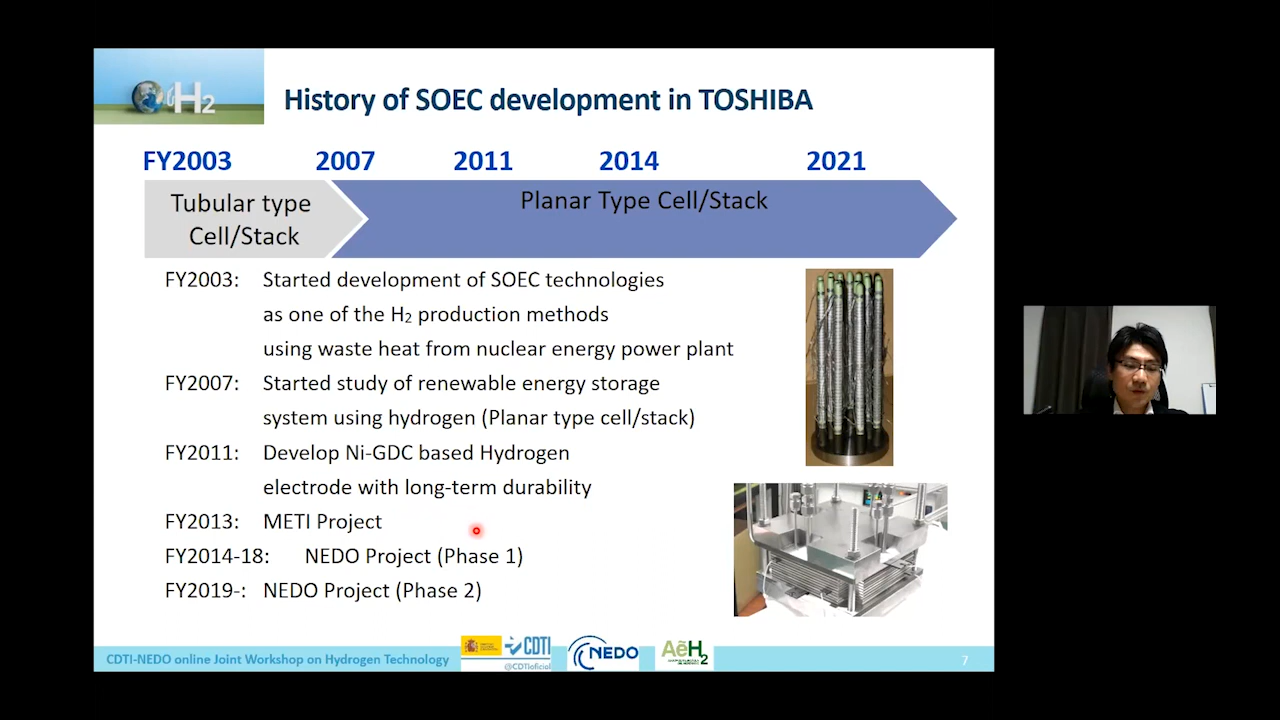 H2
History of SOEC development in TOSHIBA
FY2003 2007 2011 2014 2021
Tubular type
Cell/Stack
Planar Type Cell/Stack
FY2003: Started development of SOEC technologies
as one of the H2 production methods
using waste heat from nuclear energy power plant
FY2007: Started study of renewable energy storage
system using hydrogen (Planar type cell/stack)
FY2011: Develop Ni-GDC based Hydrogen
electrode with long-term durability
FY2013: METI Project
FY2014-18: NEDO Project (Phase 1)
FY2019-: NEDO Project (Phase 2)
CDTI-NEDO online Joint Workshop on Hydrogen Technology
CDTI
@CDTIoficial
NEDO
AeH2
7